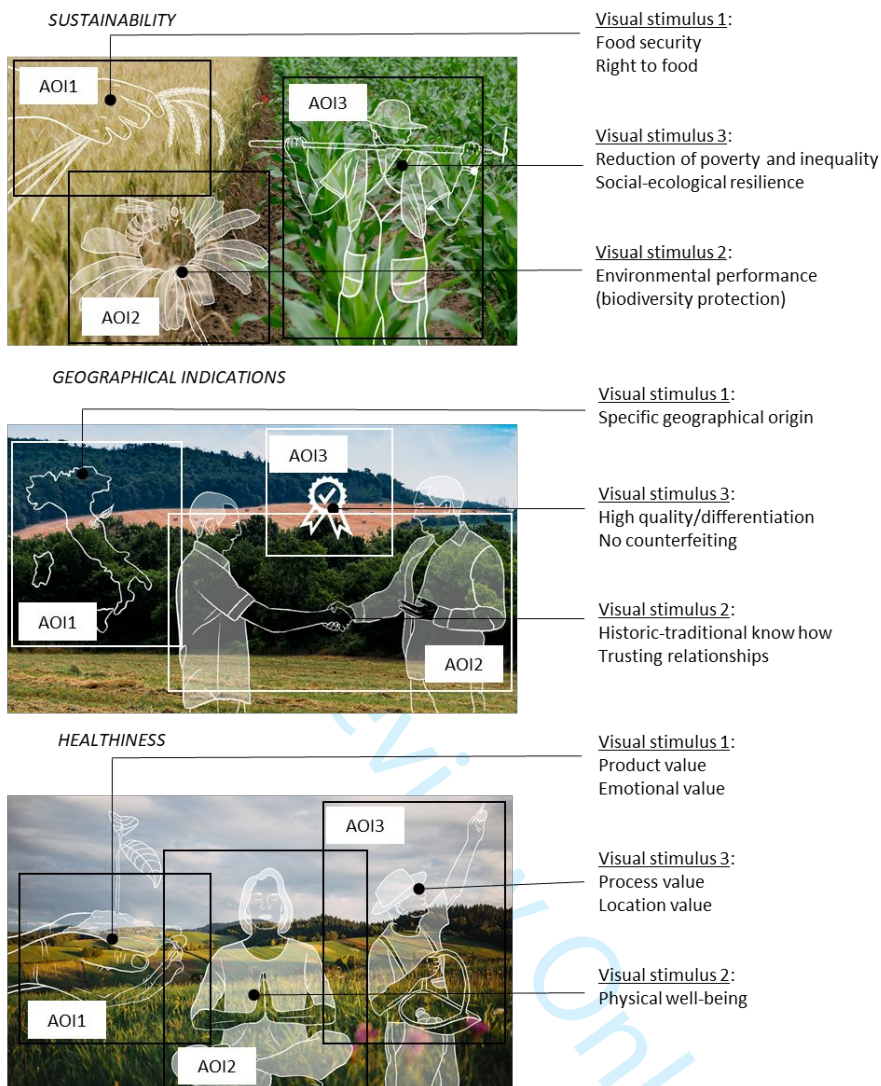 SUSTAINABILITY
Visual stimulus 1:
Food security
Right to food
AOI1
AOI3
Visual stimulus 3:
Reduction of poverty and inequality
Social-ecological resilience
Visual stimulus 2:
Environmental performance
(biodiversity protection)
AOI2
GEOGRAPHICAL INDICATIONS
Visual stimulus 1:
Specific geographical origin
AOI3
Visual stimulus 3:
High quality/differentiation
No counterfeiting
AOI1
Visual stimulus 2:
Historic-traditional know how
Trusting relationships
AOI2
HEALTHINESS
Visual stimulus 1:
Product value
Emotional value
AOI3
Visual stimulus 3:
Process value
Location value
Visual stimulus 2:
Physical well-being
AOI1
AOI2